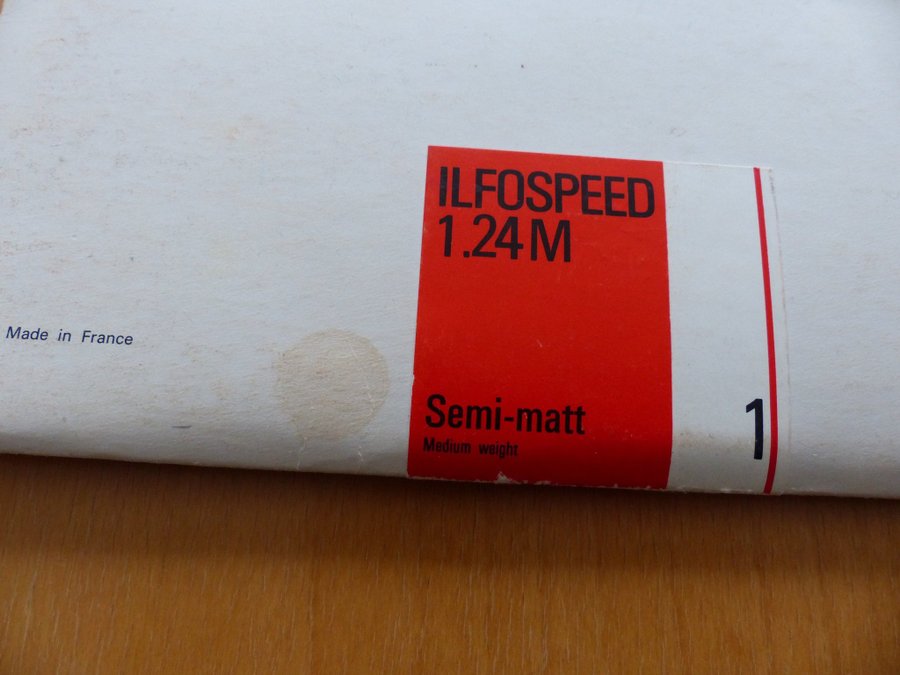 ILFOSPEED
1.24M
Semi-matt
Medium weight
1
Made in France